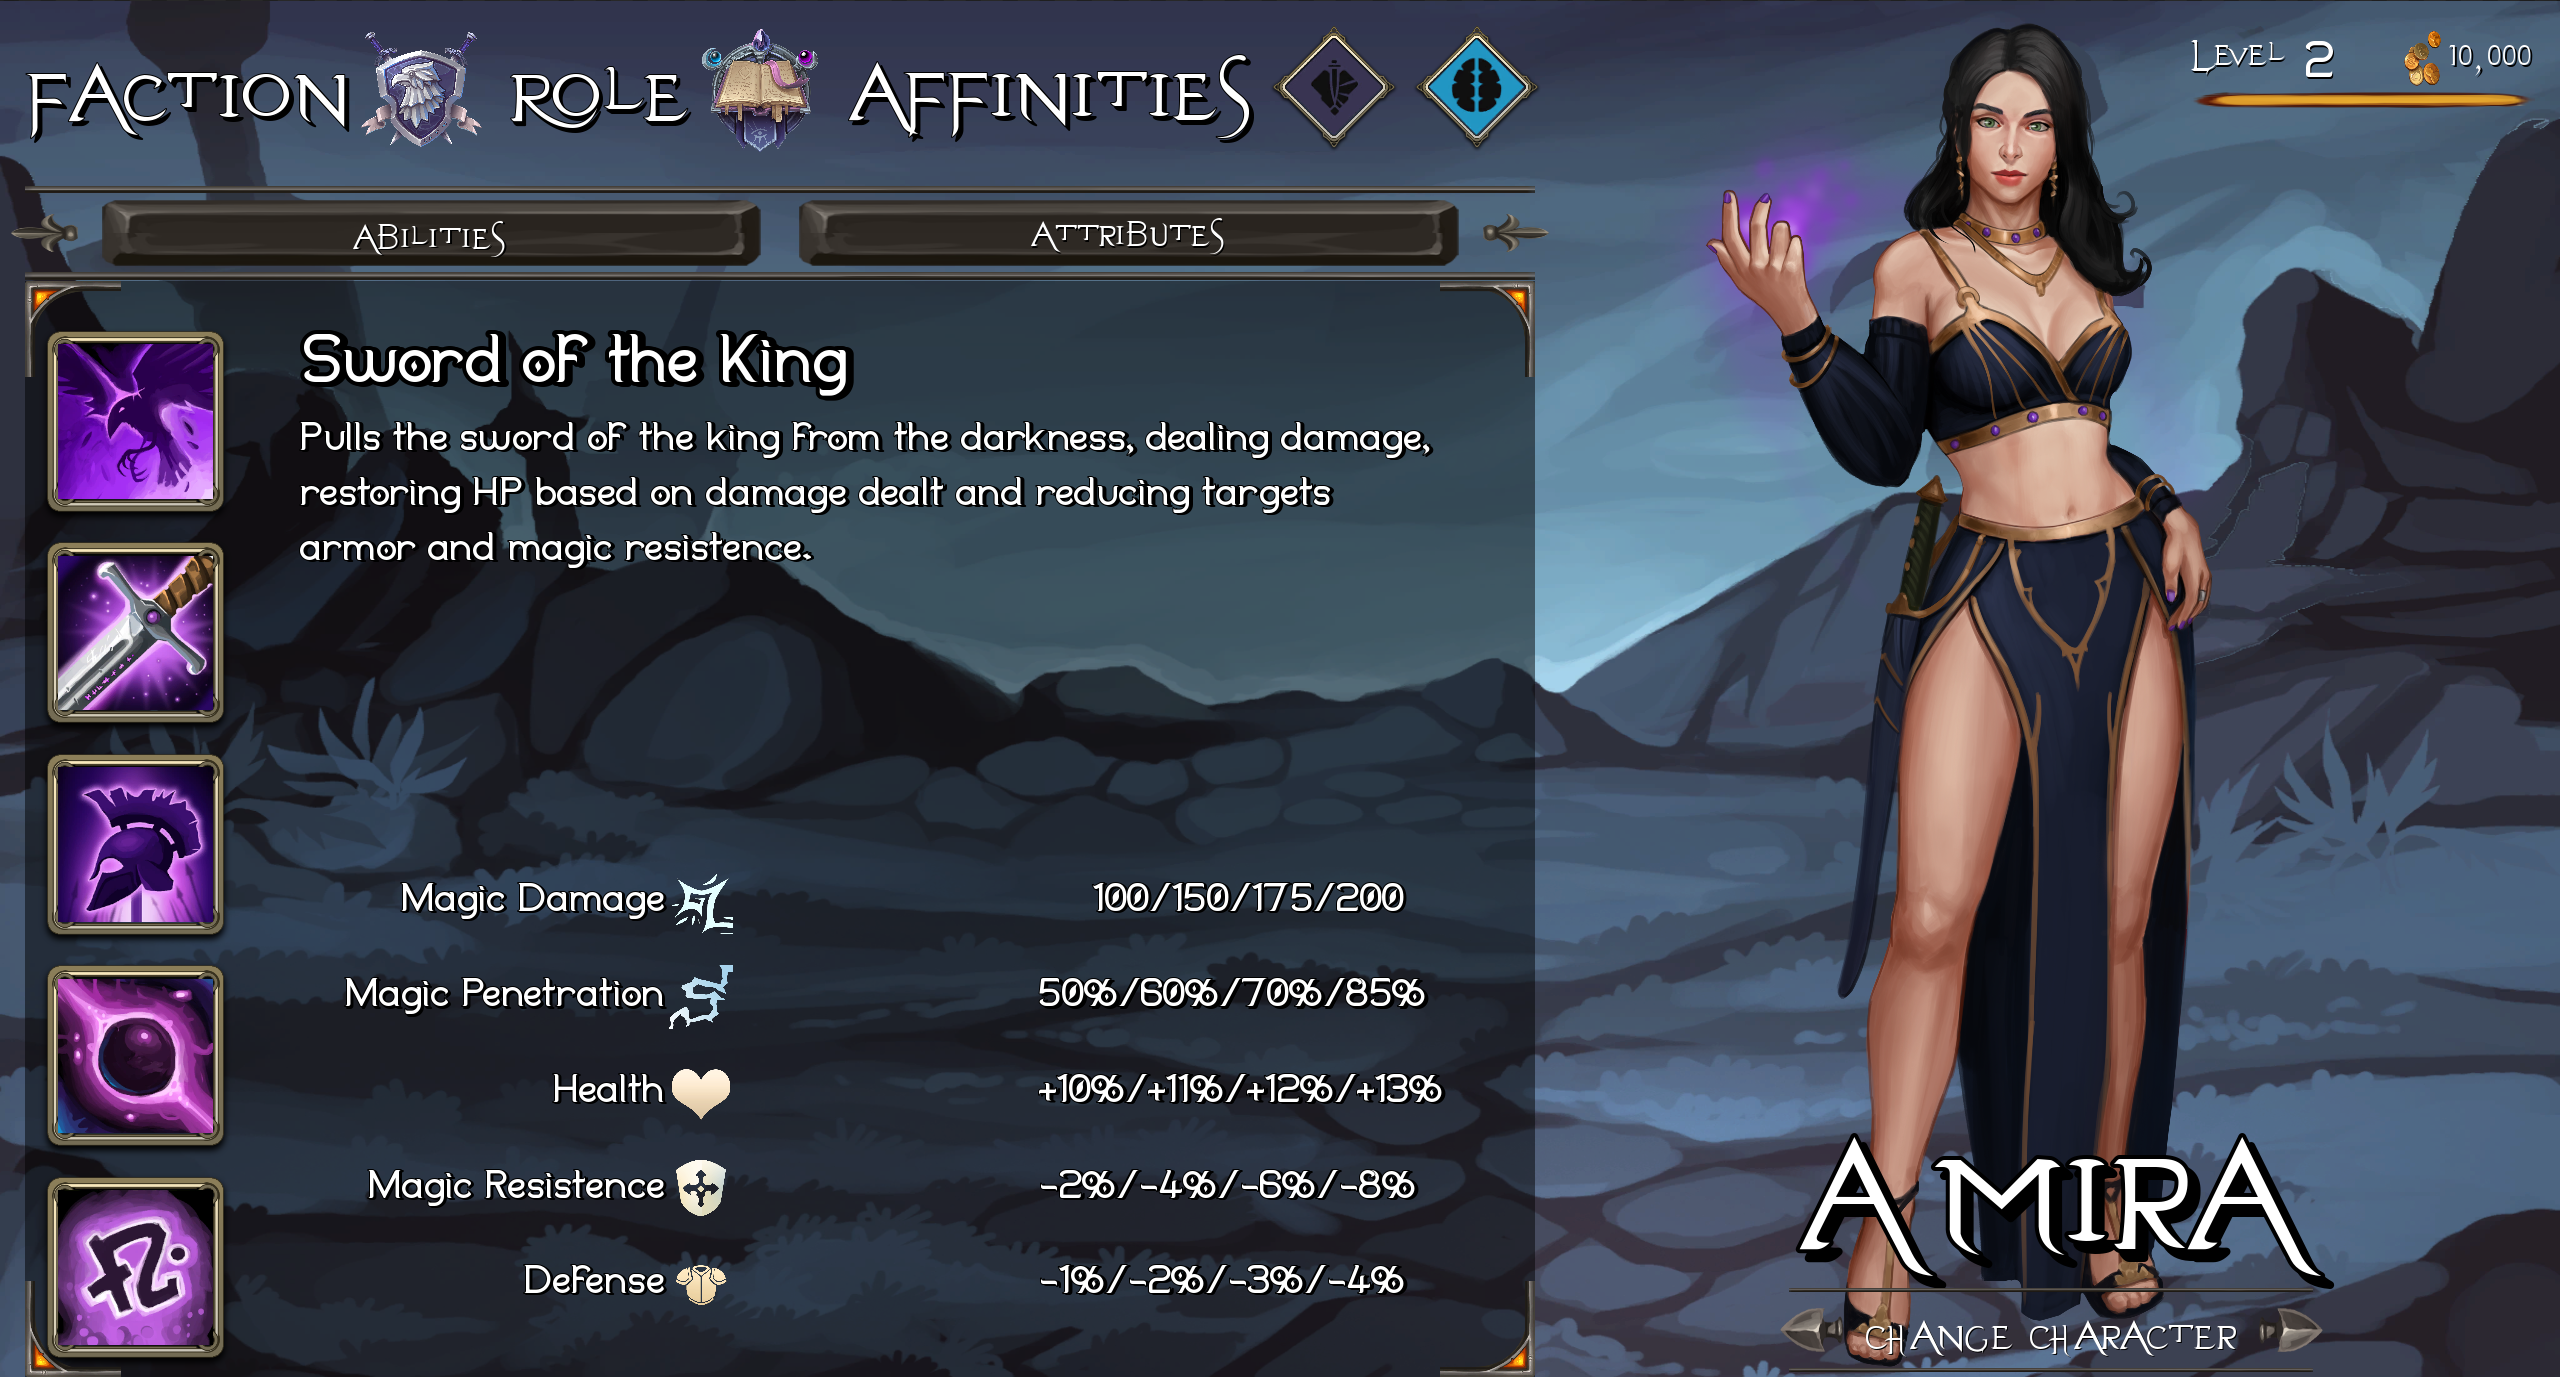 FACTION ROLE AFFINITIES
LEVEL 2 10,000
ABILITIES ATTRIBUTES
Sword of the King
Pulls the sword of the king from the darkness, dealing damage,
restoring HP based on damage dealt and reducing targets
armor and magic resistence.
Magic Damage 100/150/175/200
Magic Penetration 50%/60%/70%/85%
Health +10%/+11%/+12%/+13%
Magic Resistence -2%/-4%/-6%/-8%
Defense -1%/-2%/-3%/-4%
AMIRA
CHANGE CHARACTER